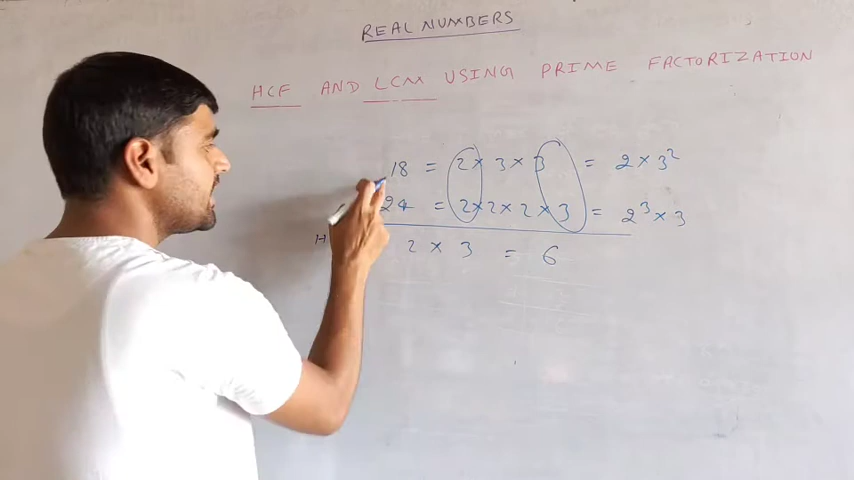 REAL NUMBERS
HCF AND LCM USING PRIME FACTORIZATION
18 = 2 × 3 × 3 = 2 × 3²
24 = 2 × 2 × 2 × 3 = 2³ × 3
H 2 × 3 = 6